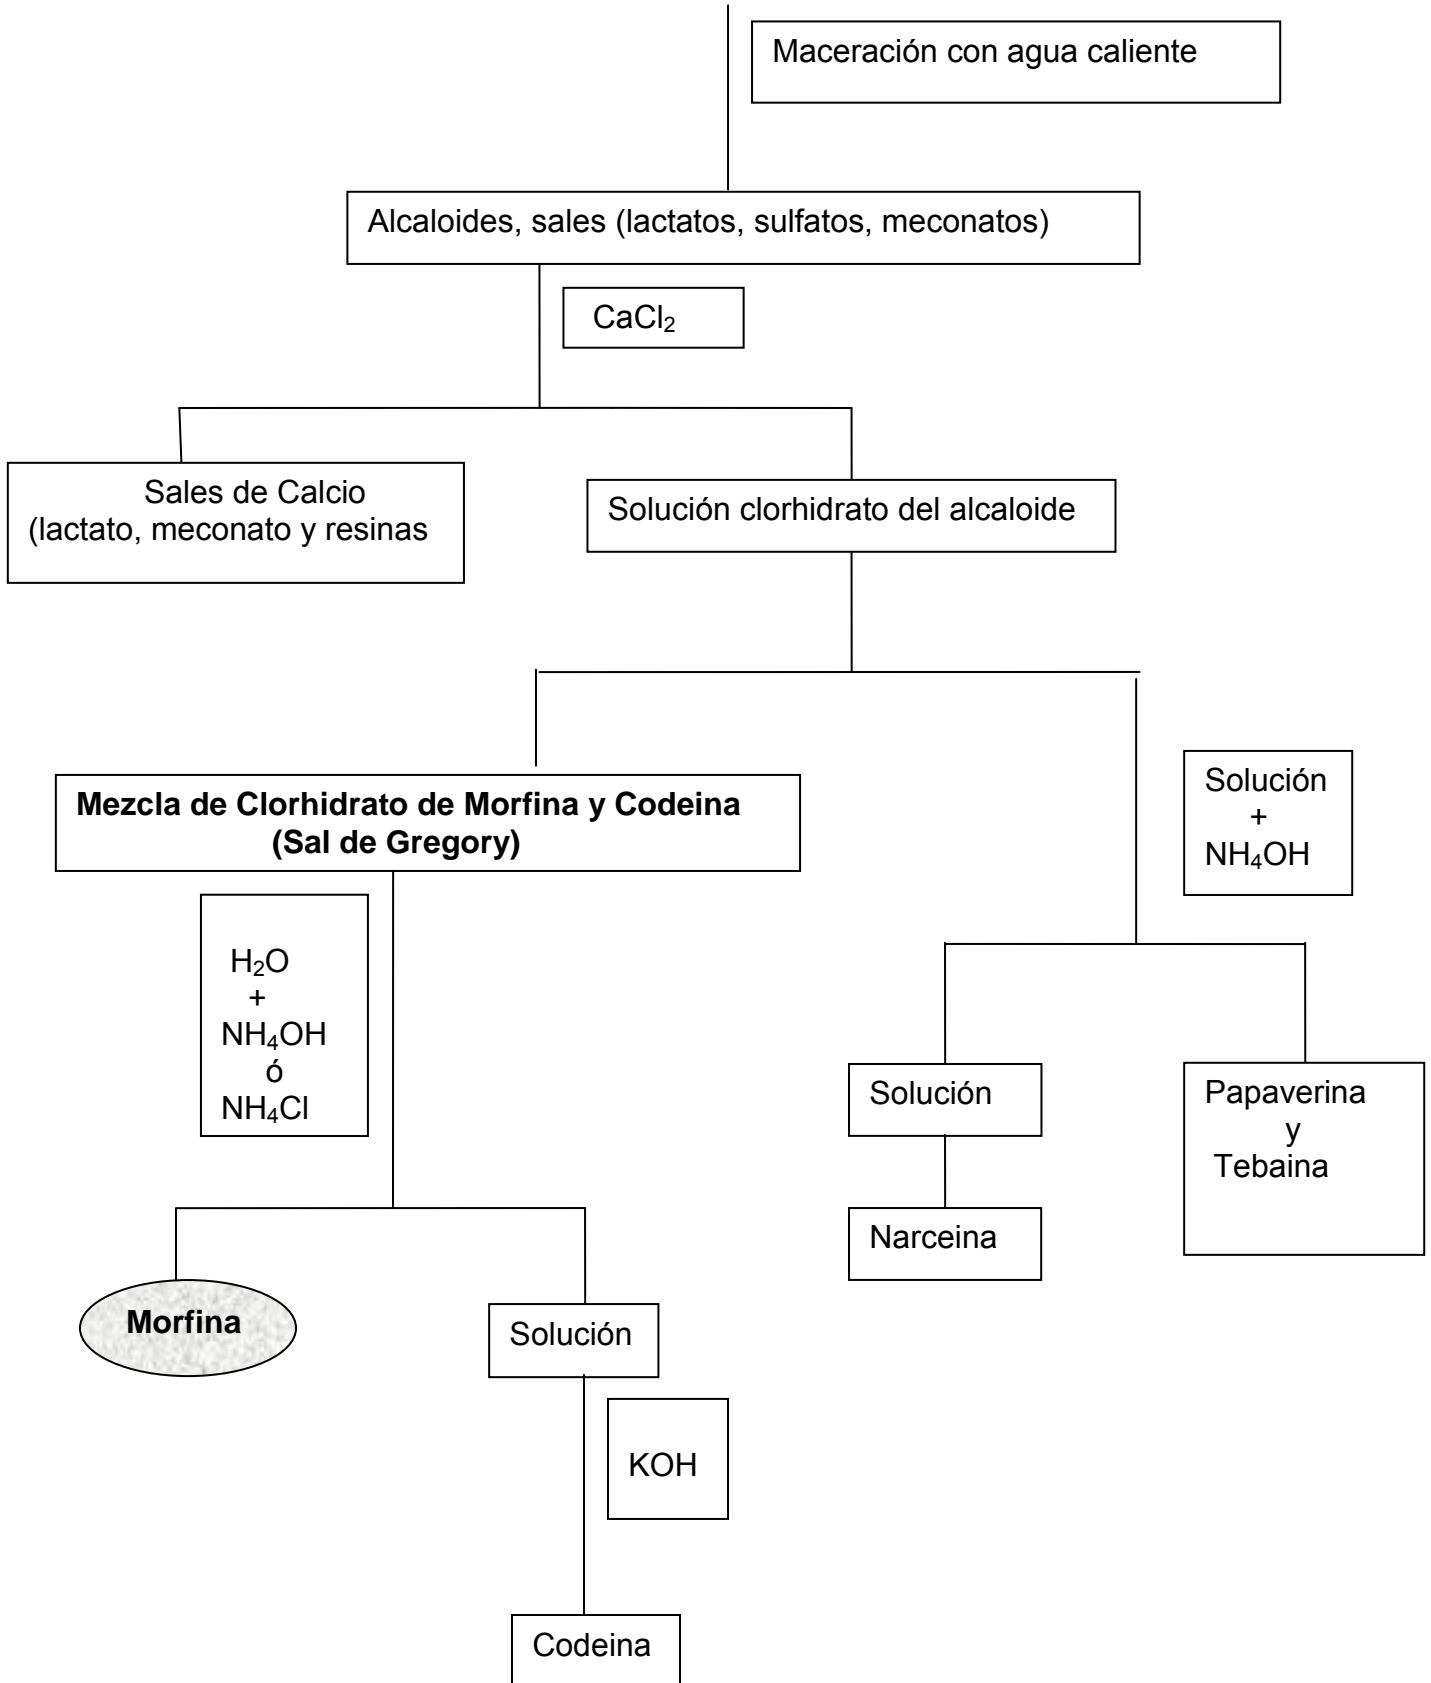 Maceración con agua caliente
Alcaloides, sales (lactatos, sulfatos, meconatos)
CaCl₂
Sales de Calcio
(lactato, meconato y resinas
Solución clorhidrato del alcaloide
Mezcla de Clorhidrato de Morfina y Codeina
(Sal de Gregory)
Solución
+
NH₄OH
H₂O
+
NH₄OH
ó
NH₄Cl
Solución
Papaverina
y
Tebaina
Narceina
Morfina
Solución
KOH
Codeina